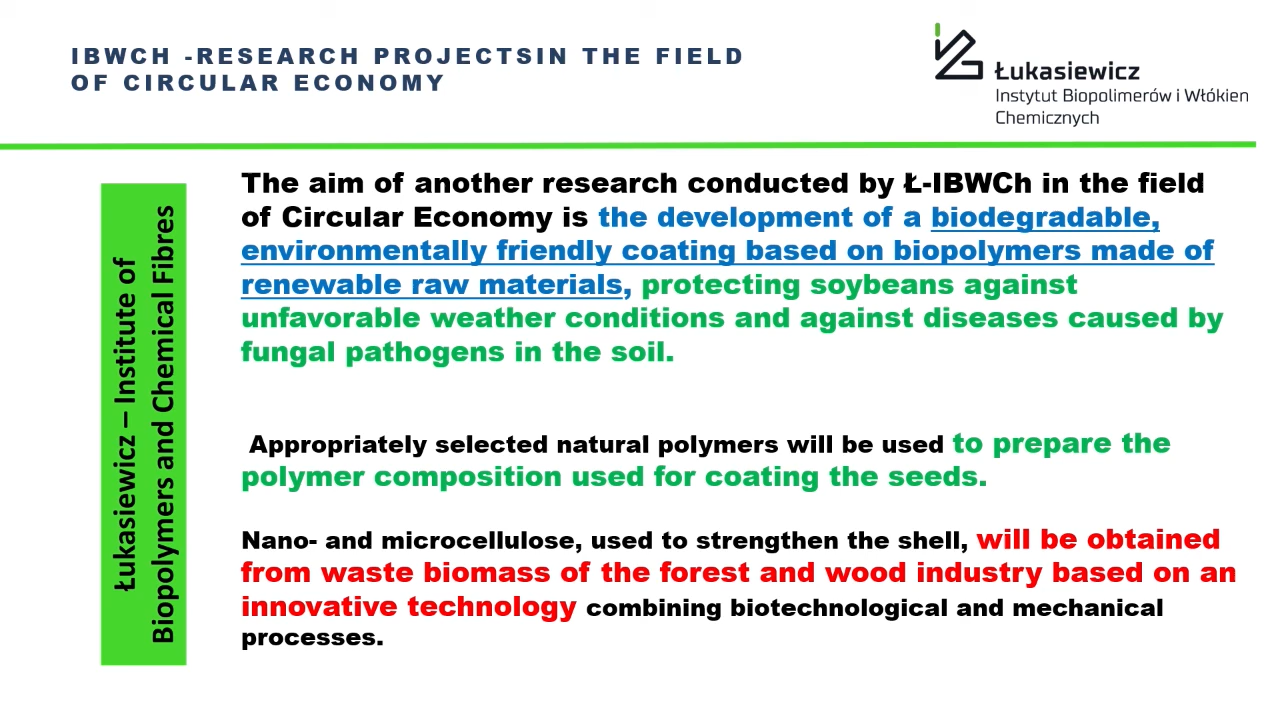 IBWCH -RESEARCH PROJECTSIN THE FIELD
OF CIRCULAR ECONOMY
Łukasiewicz
Instytut Biopolimerów i Włókien
Chemicznych
Łukasiewicz – Institute of
Biopolymers and Chemical Fibres
The aim of another research conducted by Ł-IBWCh in the field
of Circular Economy is the development of a biodegradable,
environmentally friendly coating based on biopolymers made of
renewable raw materials, protecting soybeans against
unfavorable weather conditions and against diseases caused by
fungal pathogens in the soil.
Appropriately selected natural polymers will be used to prepare the
polymer composition used for coating the seeds.
Nano- and microcellulose, used to strengthen the shell, will be obtained
from waste biomass of the forest and wood industry based on an
innovative technology combining biotechnological and mechanical
processes.